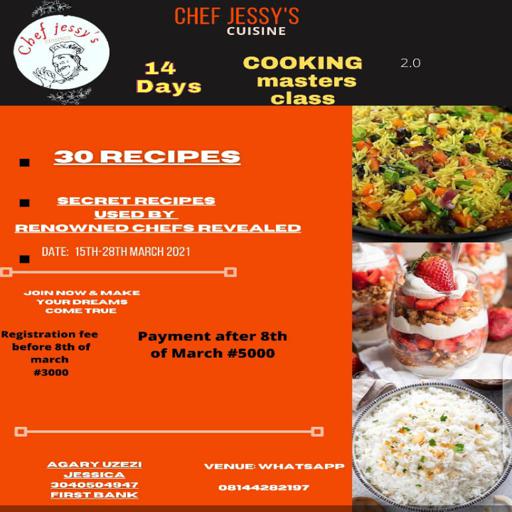 CHEF JESSY'S
CUISINE
Chef jessy's
14
Days
COOKING
masters
class
2.0
30 RECIPES
SECRET RECIPES
USED BY
RENOWNED CHEFS REVEALED
DATE: 15TH-28TH MARCH 2021
JOIN NOW & MAKE
YOUR DREAMS
COME TRUE
Registration fee
before 8th of
march
#3000
Payment after 8th
of March #5000
AGARY UZEZI
JESSICA
3040504947
FIRST BANK
VENUE: WHATSAPP
08144282197